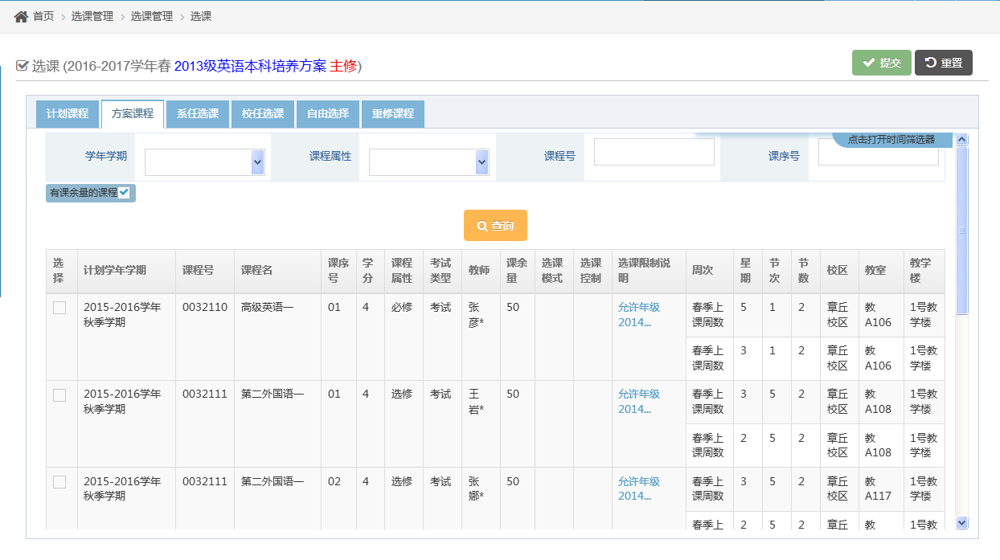 首页 > 选课管理 > 选课管理 > 选课
选课 (2016-2017学年春 2013级英语本科培养方案 主修)
提交 重置
计划课程 方案课程 系任选课 校任选课 自由选择 重修课程
点击打开时间筛选器
学年学期 课程属性 课程号 课序号
有课余量的课程
查询
选择 计划学年学期 课程号 课程名 课序号 学分 课程属性 考试类型 教师 课余量 选课模式 选课控制 选课限制说明 周次 星期 节次 节数 校区 教室 教学楼
2015-2016学年秋季学期 0032110 高级英语一 01 4 必修 考试 张彦* 50 允许年级2014... 春季上课周数 5 1 2 章丘校区 教A106 1号教学楼
春季上课周数 3 1 2 章丘校区 教A106 1号教学楼
2015-2016学年秋季学期 0032111 第二外国语一 01 4 选修 考试 王岩* 50 允许年级2014... 春季上课周数 3 5 2 章丘校区 教A108 1号教学楼
春季上课周数 2 5 2 章丘校区 教A108 1号教学楼
2015-2016学年秋季学期 0032111 第二外国语一 02 4 选修 考试 张娜* 50 允许年级2014... 春季上课周数 3 5 2 章丘校区 教A117 1号教学楼
春季上 2 5 2 章丘 教 1号教